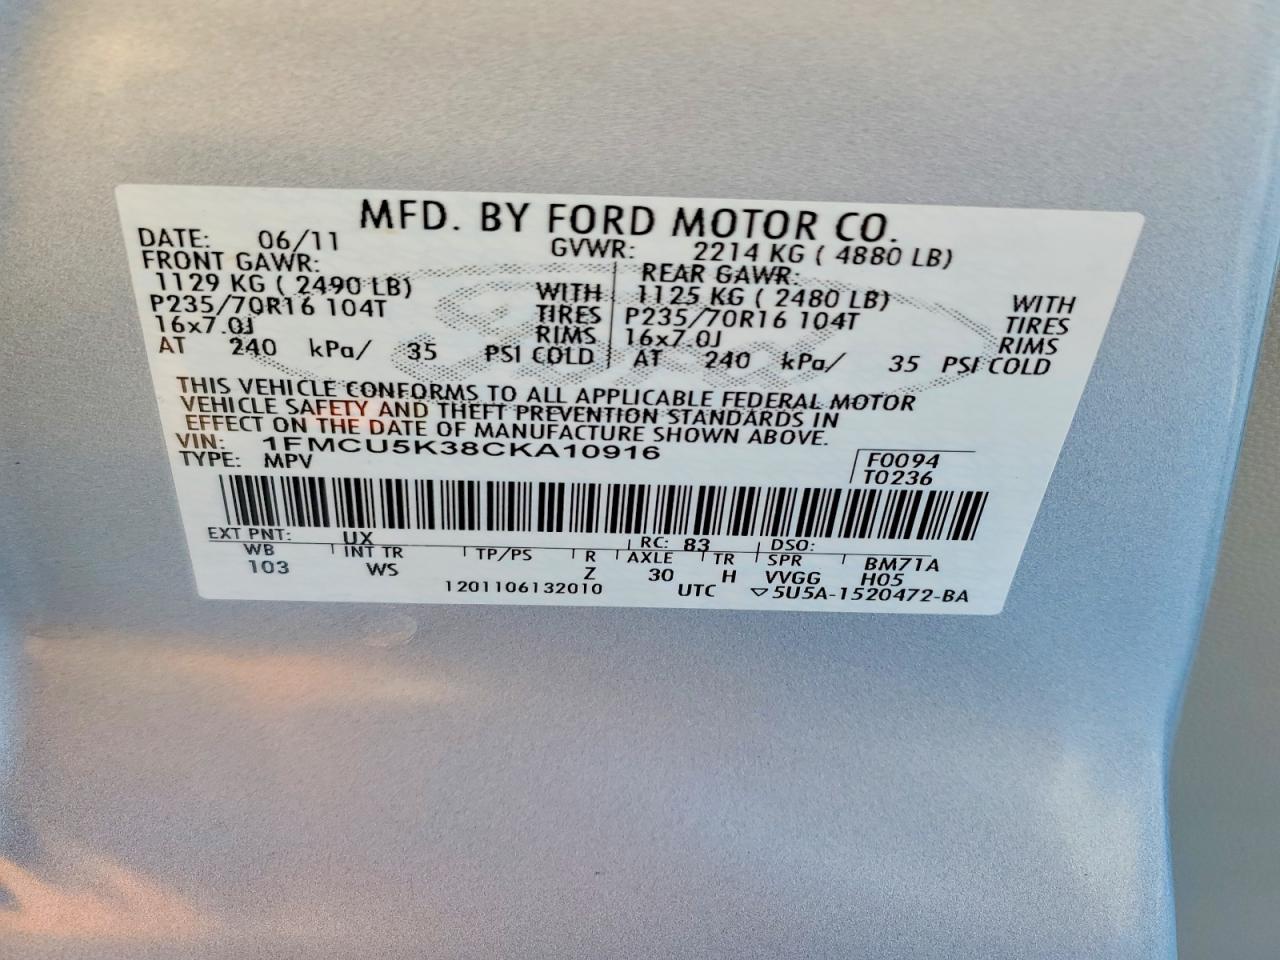 MFD. BY FORD MOTOR CO.
DATE: 06/11 GVWR: 2214 KG ( 4880 LB)
FRONT GAWR: REAR GAWR:
1129 KG ( 2490 LB) WITH 1125 KG ( 2480 LB) WITH
P235/70R16 104T TIRES P235/70R16 104T TIRES
16x7.0J RIMS 16x7.0J RIMS
AT 240 kPa/ 35 PSI COLD AT 240 kPa/ 35 PSI COLD
THIS VEHICLE CONFORMS TO ALL APPLICABLE FEDERAL MOTOR
VEHICLE SAFETY AND THEFT PREVENTION STANDARDS IN
EFFECT ON THE DATE OF MANUFACTURE SHOWN ABOVE.
VIN: 1FMCU5K38CKA10916
TYPE: MPV F0094
T0236
EXT PNT: UX RC: 83 DSO:
WB INT TR TP/PS R AXLE TR SPR BM71A
103 WS Z 30 H VVGG H05
1201106132010 UTC ▽5U5A-1520472-BA